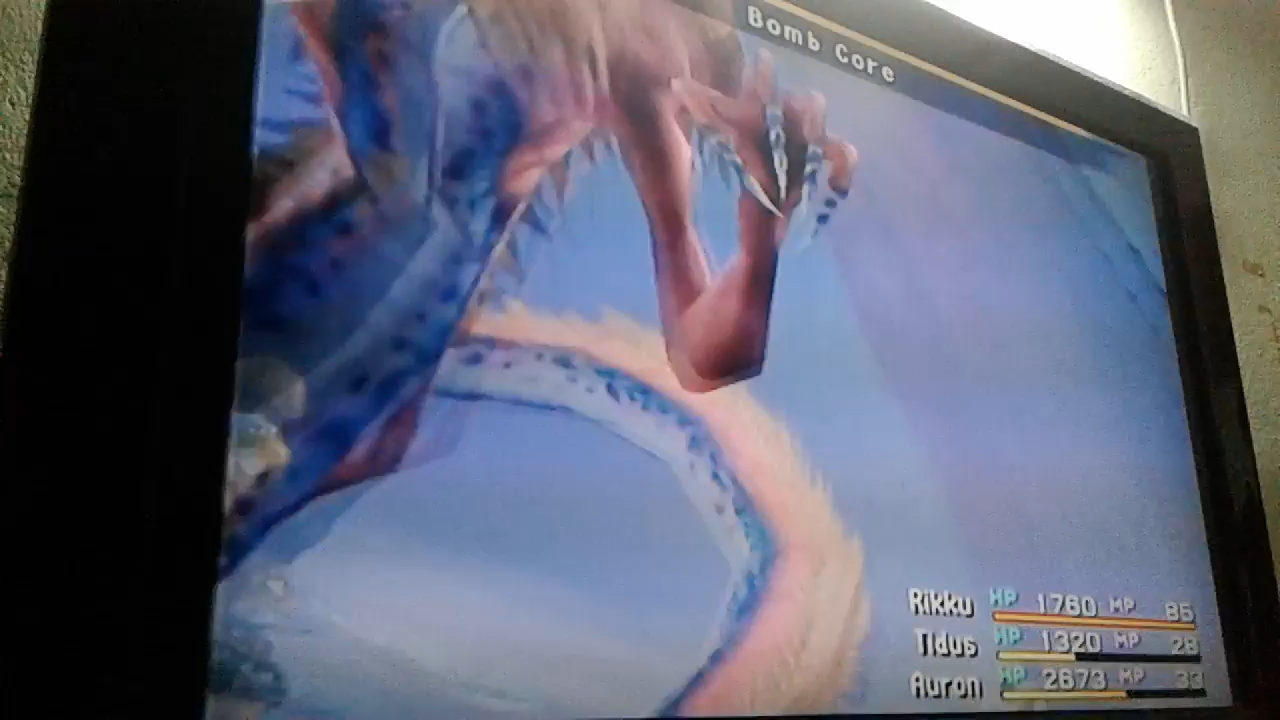 Bomb Core
Rikku HP 1760 MP 85
Tidus HP 1320 MP 28
Auron HP 2673 MP 33